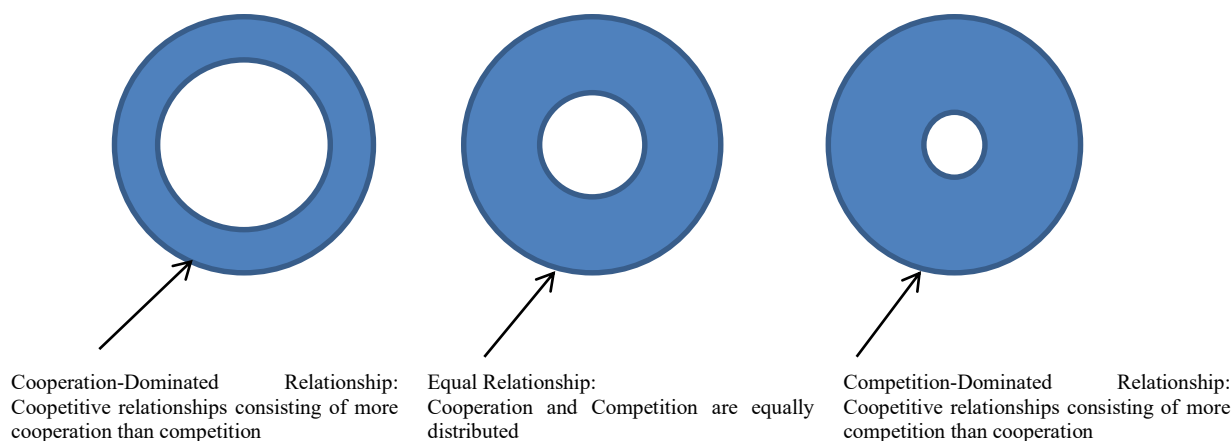 Cooperation-Dominated Relationship:
Coopetitive relationships consisting of more
cooperation than competition
Equal Relationship:
Cooperation and Competition are equally
distributed
Competition-Dominated Relationship:
Coopetitive relationships consisting of more
competition than cooperation